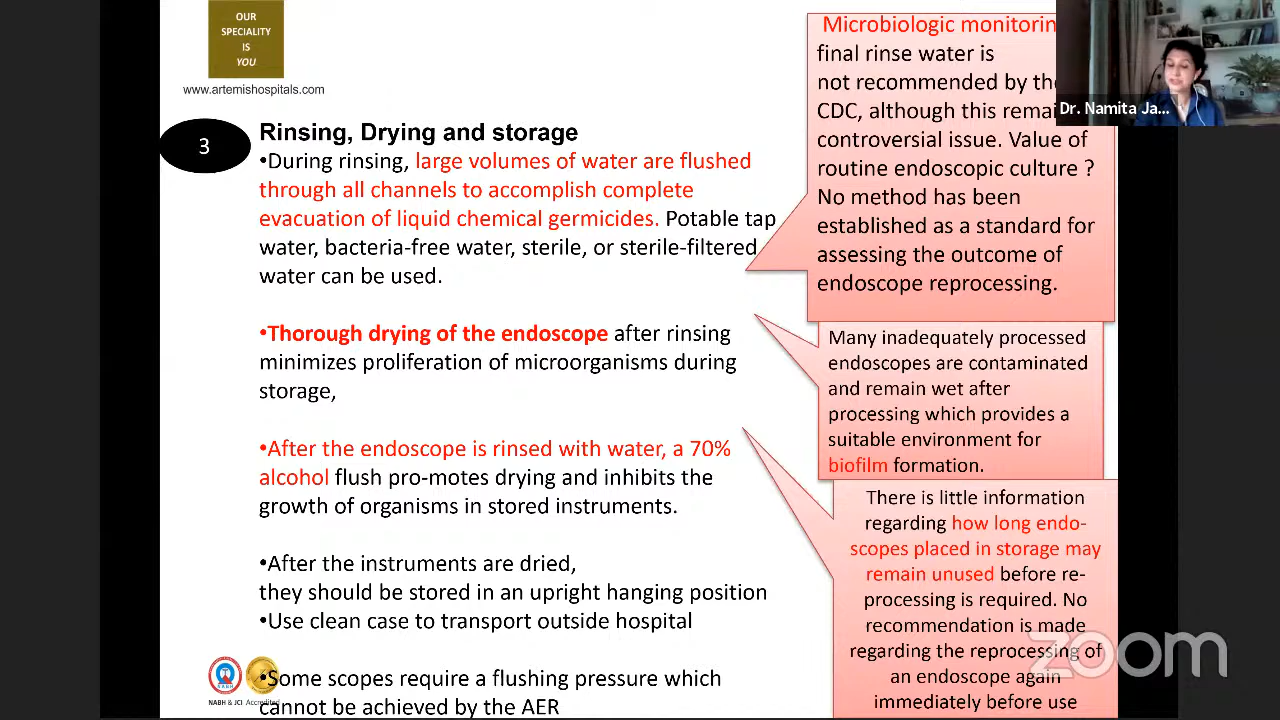 OUR
SPECIALITY
IS
YOU
www.artemishospitals.com
3
Rinsing, Drying and storage
•During rinsing, large volumes of water are flushed
through all channels to accomplish complete
evacuation of liquid chemical germicides. Potable tap
water, bacteria-free water, sterile, or sterile-filtered
water can be used.
•Thorough drying of the endoscope after rinsing
minimizes proliferation of microorganisms during
storage,
•After the endoscope is rinsed with water, a 70%
alcohol flush pro-motes drying and inhibits the
growth of organisms in stored instruments.
•After the instruments are dried,
they should be stored in an upright hanging position
•Use clean case to transport outside hospital
•Some scopes require a flushing pressure which
cannot be achieved by the AER
NABH & JCI Accredited
Microbiologic monitorin
final rinse water is
not recommended by the
CDC, although this remai
controversial issue. Value of
routine endoscopic culture ?
No method has been
established as a standard for
assessing the outcome of
endoscope reprocessing.
Dr. Namita Ja...
Many inadequately processed
endoscopes are contaminated
and remain wet after
processing which provides a
suitable environment for
biofilm formation.
There is little information
regarding how long endo-
scopes placed in storage may
remain unused before re-
processing is required. No
recommendation is made
regarding the reprocessing of
an endoscope again
immediately before use
zoom